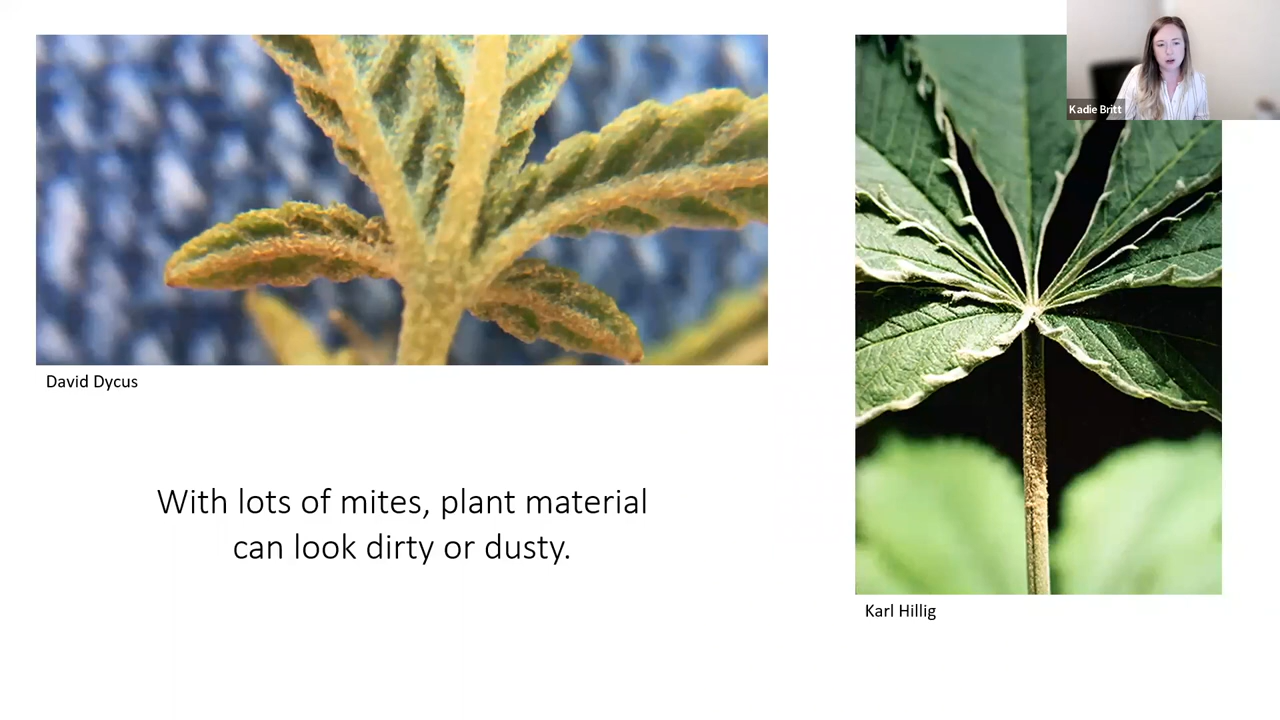 Kadie Britt
David Dycus
With lots of mites, plant material
can look dirty or dusty.
Karl Hillig